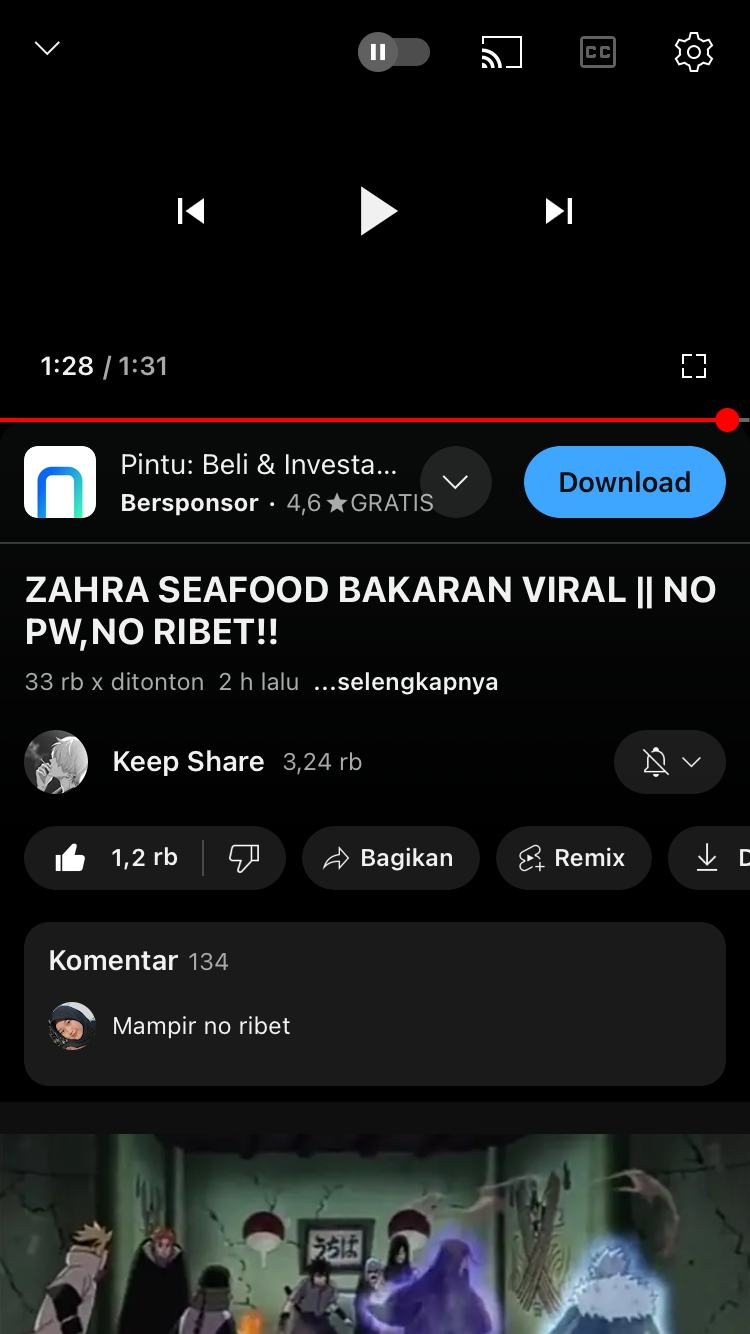 CC
1:28 / 1:31
Pintu: Beli & Investa...
Bersponsor · 4,6★GRATIS
Download
ZAHRA SEAFOOD BAKARAN VIRAL || NO
PW,NO RIBET!!
33 rb x ditonton 2 h lalu ...selengkapnya
Keep Share 3,24 rb
1,2 rb
Bagikan
Remix
D
Komentar 134
Mampir no ribet
うちは